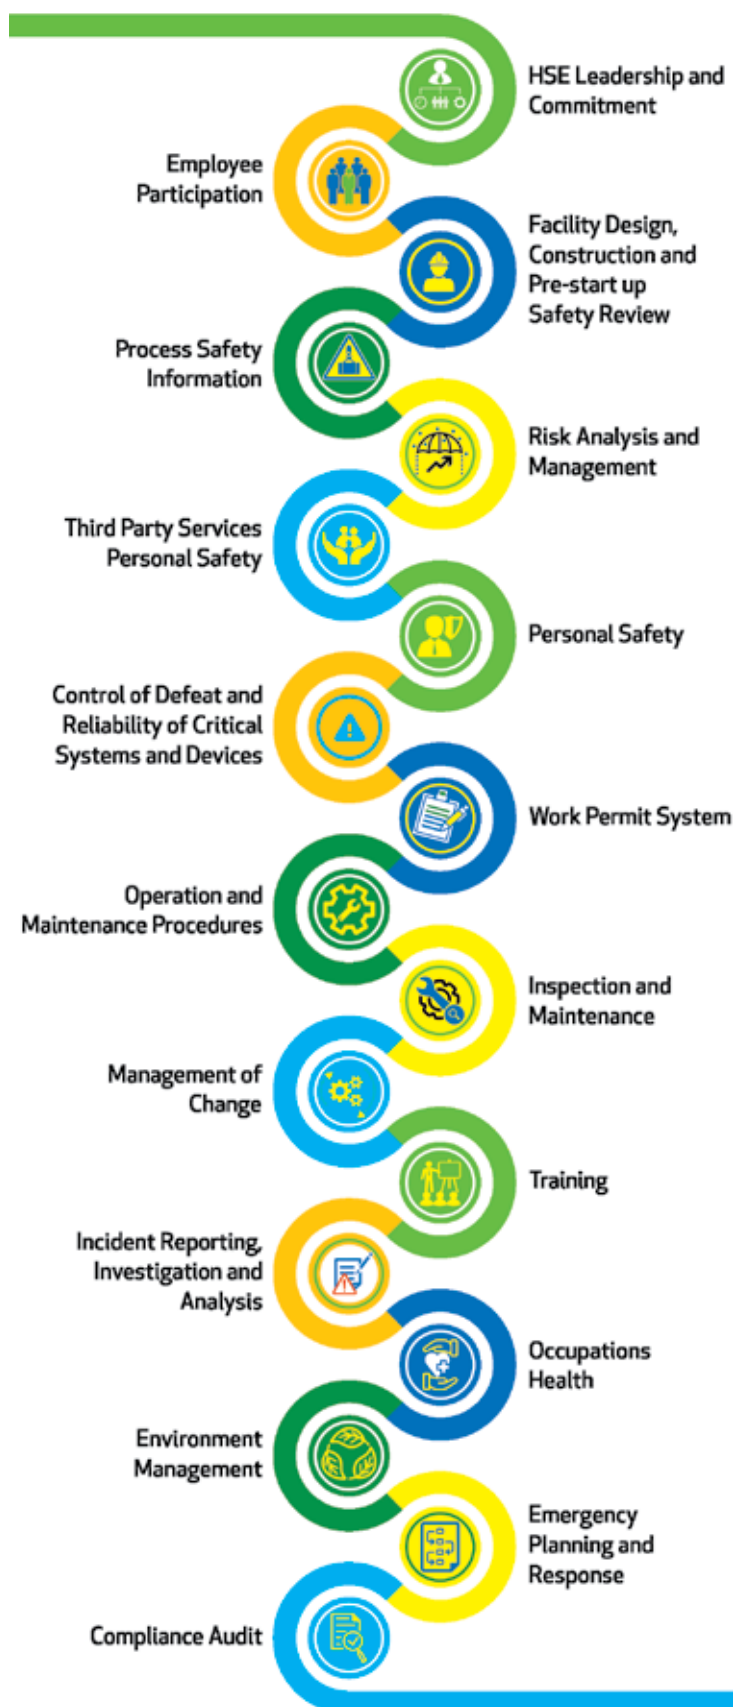 HSE Leadership and
Commitment
Employee
Participation
Facility Design,
Construction and
Pre-start up
Safety Review
Process Safety
Information
Risk Analysis and
Management
Third Party Services
Personal Safety
Personal Safety
Control of Defeat and
Reliability of Critical
Systems and Devices
Work Permit System
Operation and
Maintenance Procedures
Inspection and
Maintenance
Management of
Change
Training
Incident Reporting,
Investigation and
Analysis
Occupations
Health
Environment
Management
Emergency
Planning and
Response
Compliance Audit